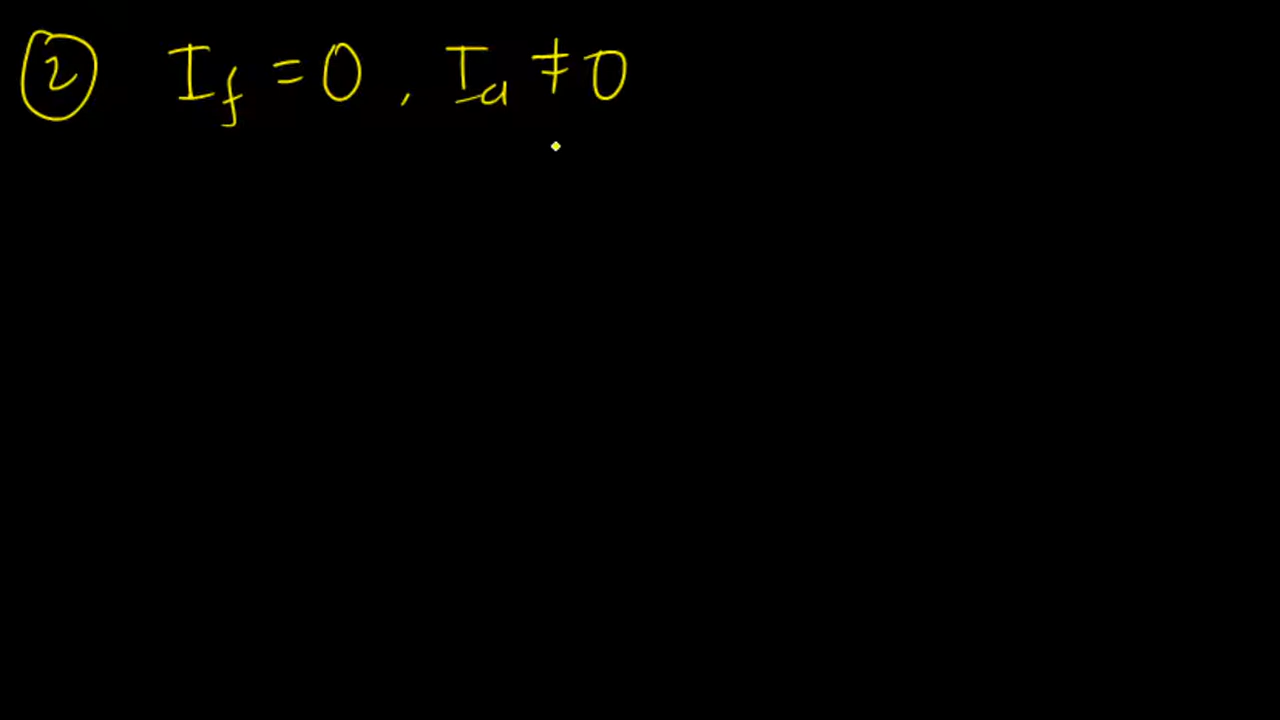 ② I_f = 0 , I_a ≠ 0